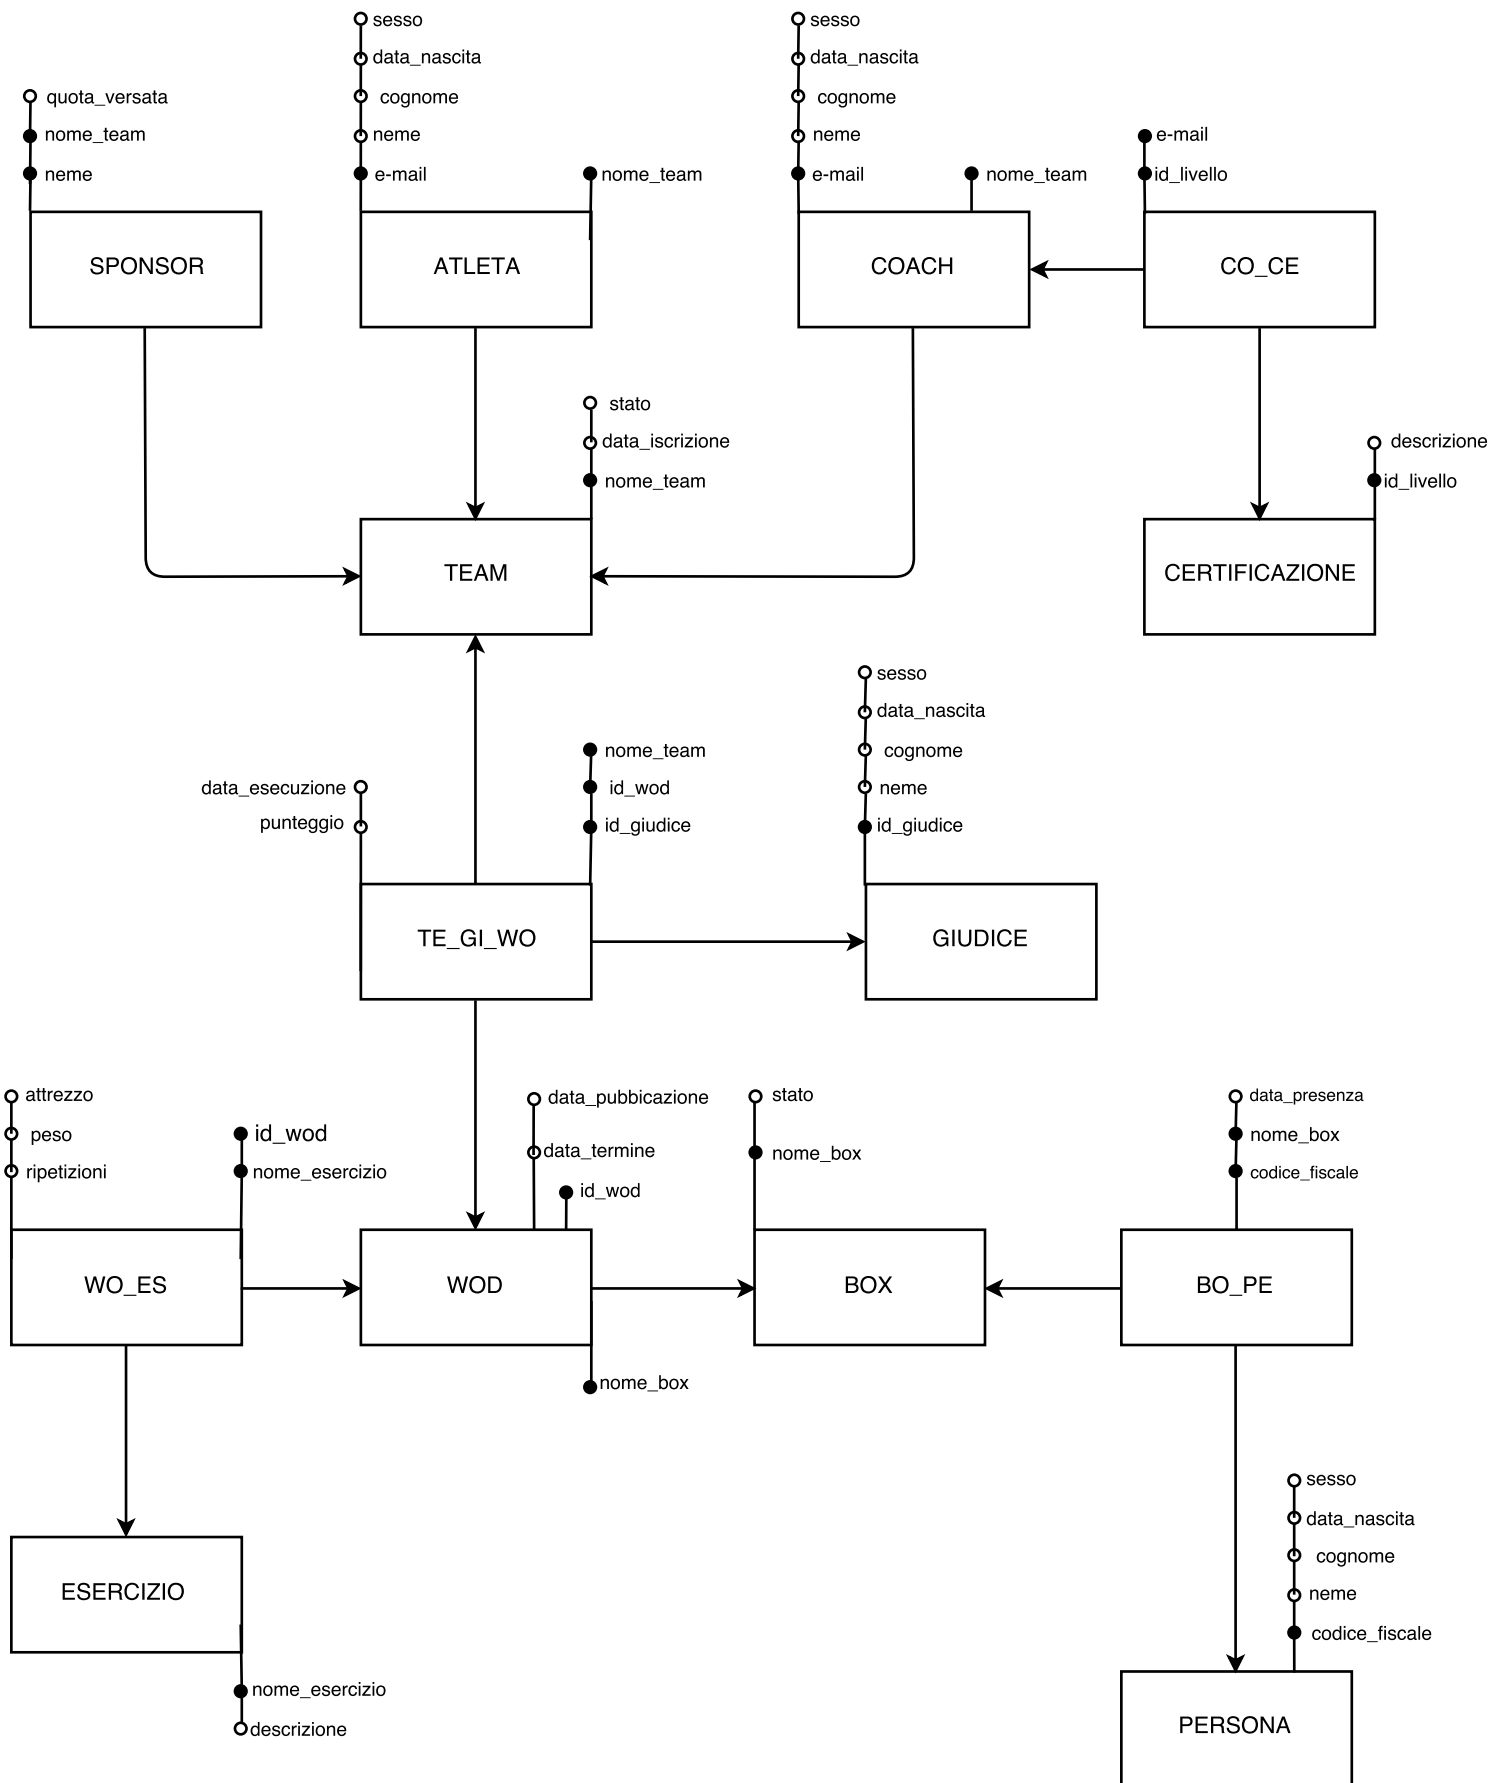 sesso
data_nascita
cognome
neme
e-mail
nome_team
quota_versata
nome_team
neme
sesso
data_nascita
cognome
neme
e-mail
nome_team
e-mail
id_livello
SPONSOR
ATLETA
COACH
CO_CE
stato
data_iscrizione
nome_team
descrizione
id_livello
TEAM
CERTIFICAZIONE
data_esecuzione
punteggio
nome_team
id_wod
id_giudice
sesso
data_nascita
cognome
neme
id_giudice
TE_GI_WO
GIUDICE
attrezzo
peso
ripetizioni
id_wod
nome_esercizio
data_pubbicazione
data_termine
id_wod
stato
nome_box
data_presenza
nome_box
codice_fiscale
WO_ES
WOD
BOX
BO_PE
nome_box
sesso
data_nascita
cognome
neme
codice_fiscale
ESERCIZIO
nome_esercizio
descrizione
PERSONA